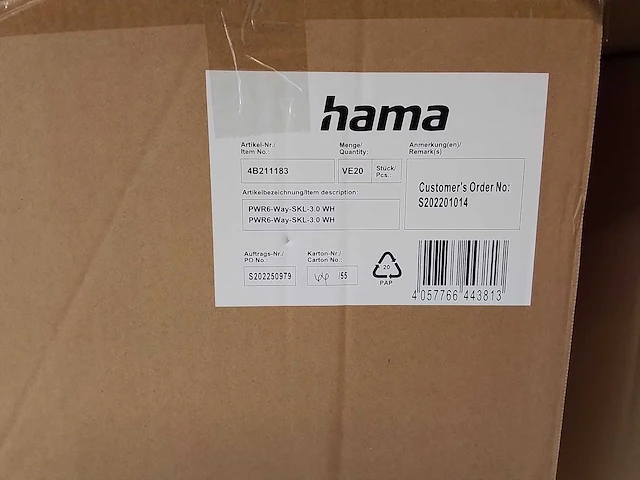 hama
Artikel-Nr./
Item No.:
4B211183
Menge/
Quantity:
VE20
Stück/
Pcs.:
Anmerkung(en)/
Remark(s)
Customer's Order No:
S202201014
Artikelbezeichnung/Item description:
PWR6-Way-SKL-3.0 WH
PWR6-Way-SKL-3.0 WH
Auftrags-Nr./
PO No.:
S202250979
Karton-Nr./
Carton No.:
/55
20
PAP
4 057766 443813